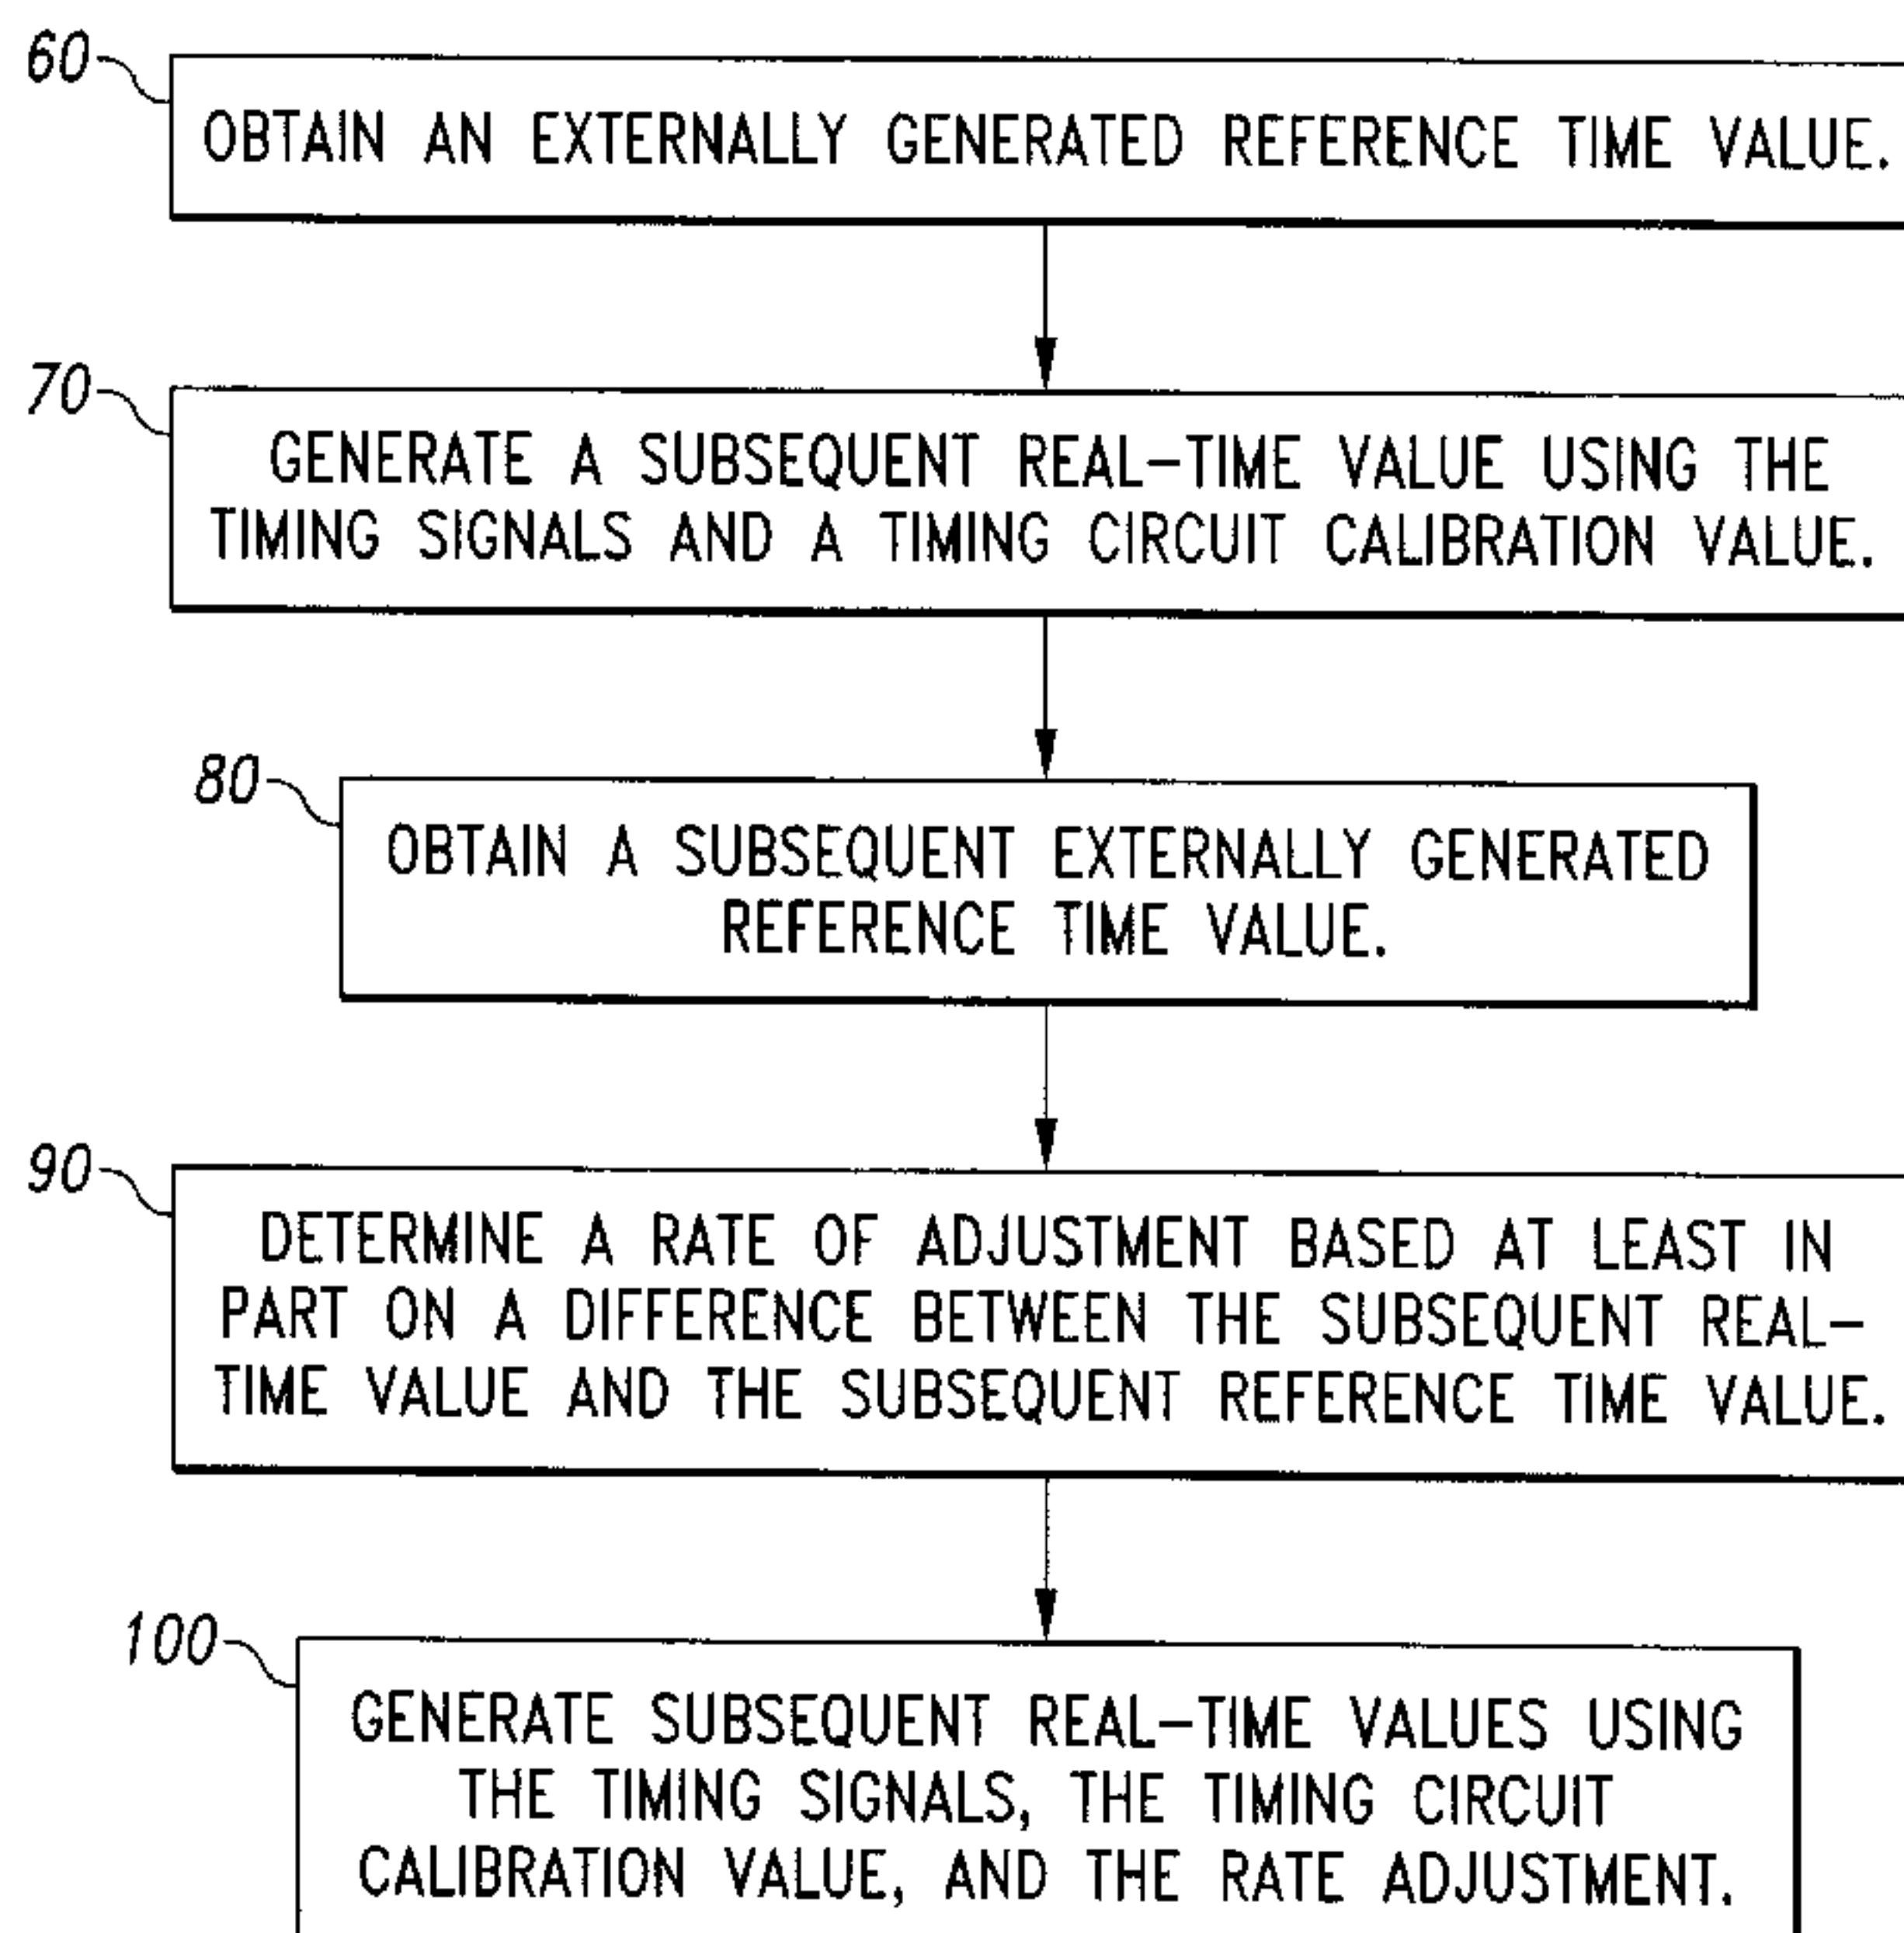 60
OBTAIN AN EXTERNALLY GENERATED REFERENCE TIME VALUE.
70
GENERATE A SUBSEQUENT REAL-TIME VALUE USING THE
TIMING SIGNALS AND A TIMING CIRCUIT CALIBRATION VALUE.
80
OBTAIN A SUBSEQUENT EXTERNALLY GENERATED
REFERENCE TIME VALUE.
90
DETERMINE A RATE OF ADJUSTMENT BASED AT LEAST IN
PART ON A DIFFERENCE BETWEEN THE SUBSEQUENT REAL-
TIME VALUE AND THE SUBSEQUENT REFERENCE TIME VALUE.
100
GENERATE SUBSEQUENT REAL-TIME VALUES USING
THE TIMING SIGNALS, THE TIMING CIRCUIT
CALIBRATION VALUE, AND THE RATE ADJUSTMENT.